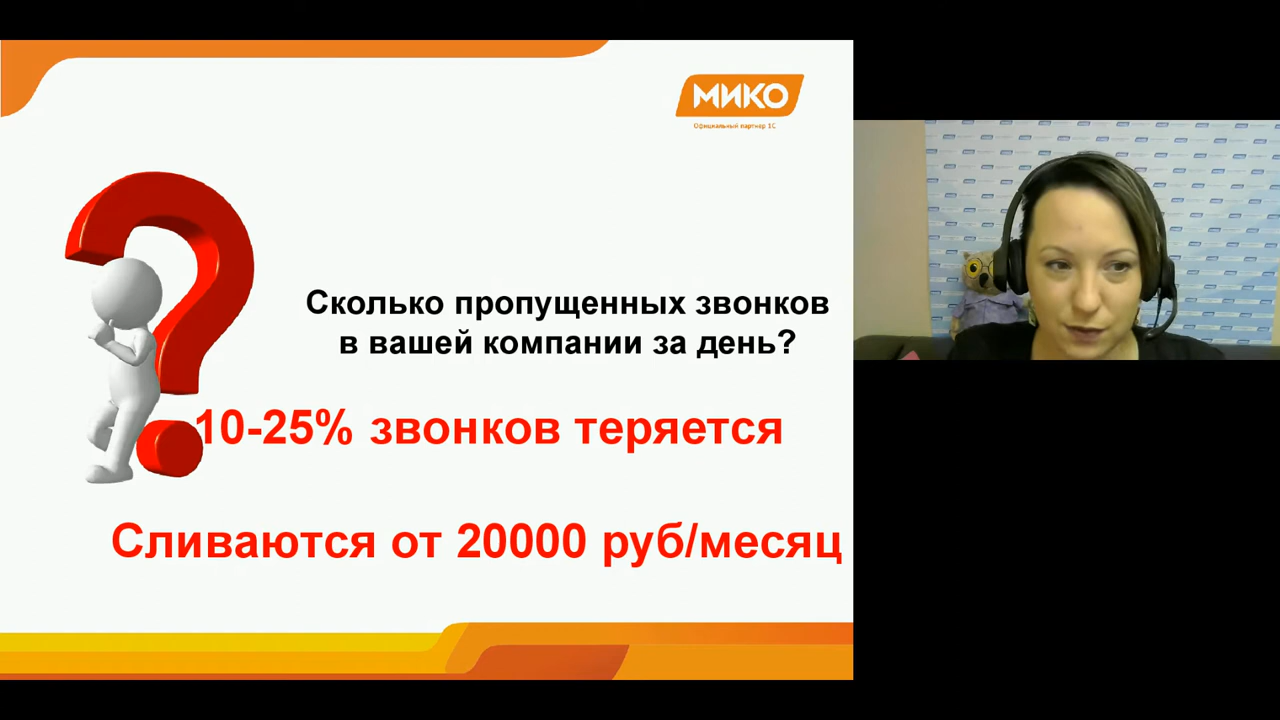 МИКО
Официальный партнер 1С
Сколько пропущенных звонков
в вашей компании за день?
10-25% звонков теряется
Сливаются от 20000 руб/месяц